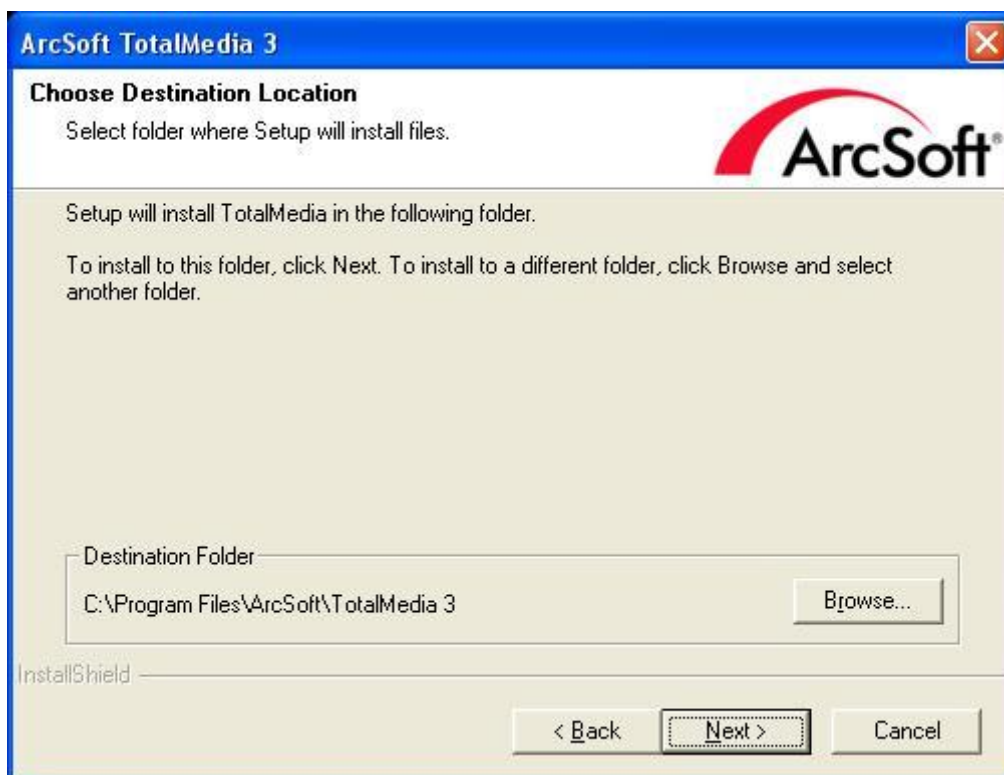 ArcSoft TotalMedia 3
Choose Destination Location
Select folder where Setup will install files.
ArcSoft®
Setup will install TotalMedia in the following folder.
To install to this folder, click Next. To install to a different folder, click Browse and select
another folder.
Destination Folder
C:\Program Files\ArcSoft\TotalMedia 3
Browse...
InstallShield
< Back
Next >
Cancel